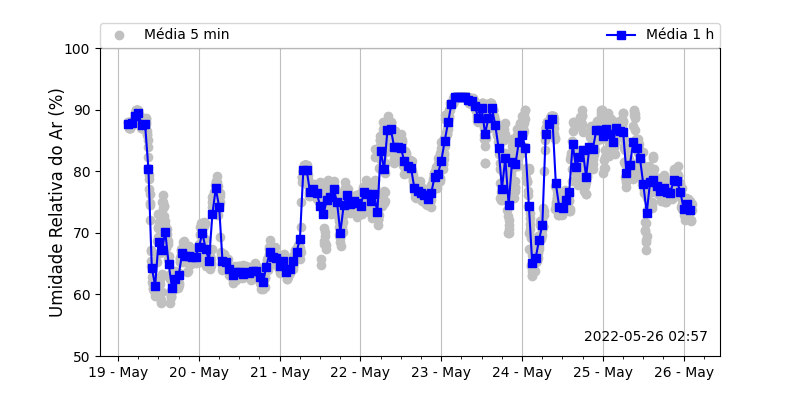 Média 5 min
Média 1 h
Umidade Relativa do Ar (%)
100
90
80
70
60
50
2022-05-26 02:57
19 - May
20 - May
21 - May
22 - May
23 - May
24 - May
25 - May
26 - May